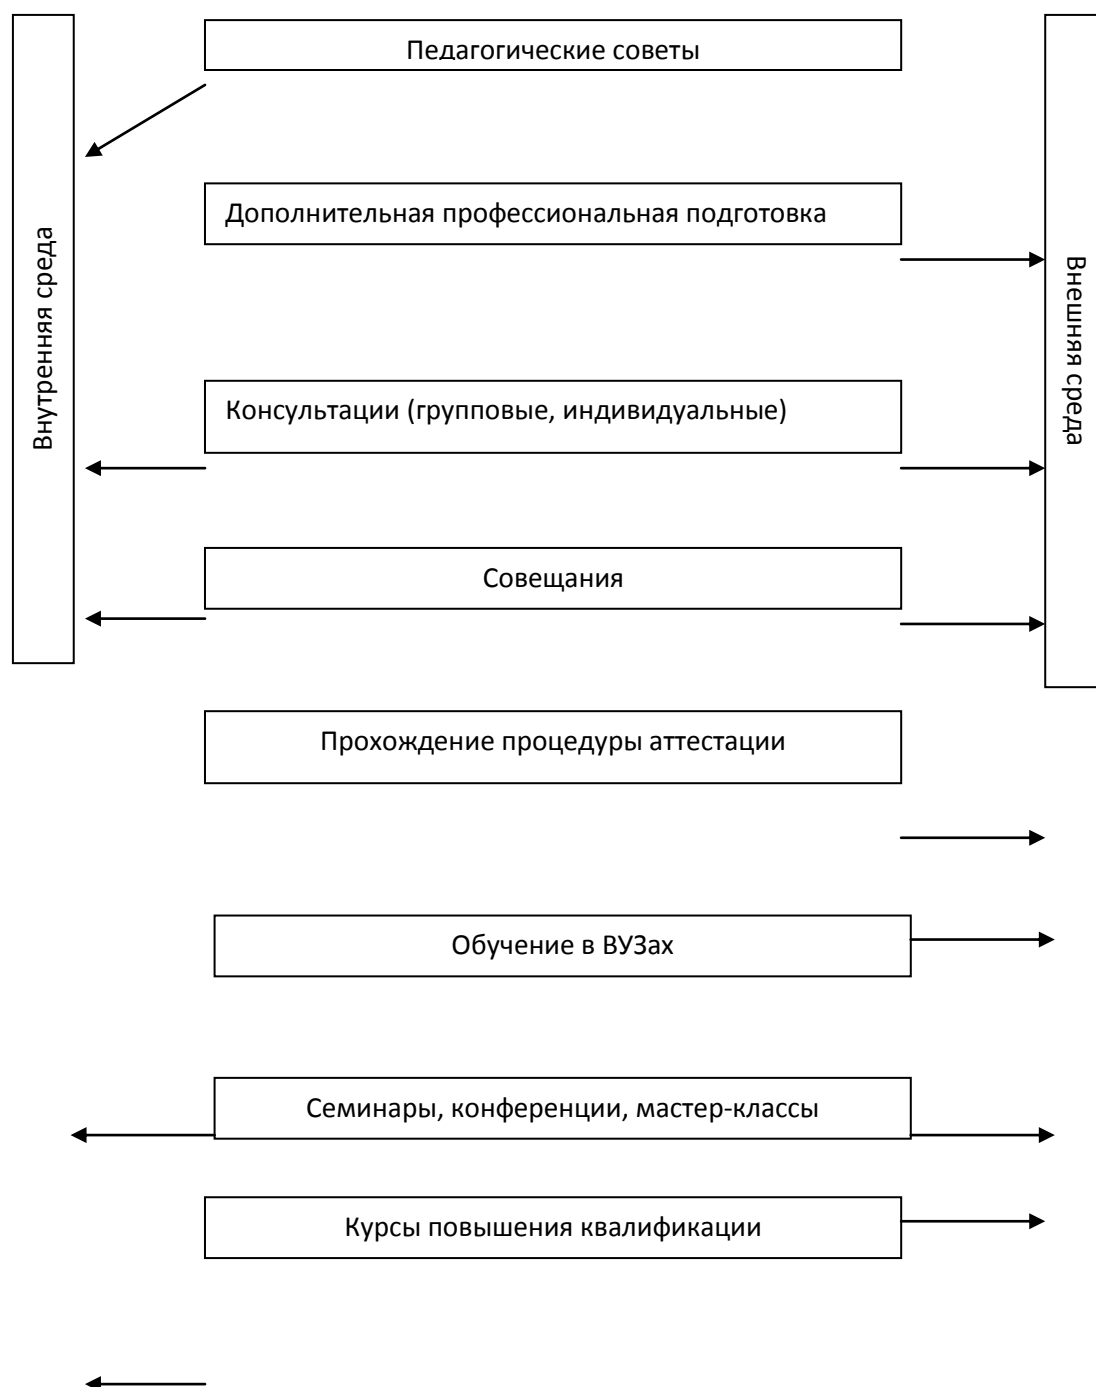 Педагогические советы
Дополнительная профессиональная подготовка
Внутренняя среда
Внешняя среда
Консультации (групповые, индивидуальные)
Совещания
Прохождение процедуры аттестации
Обучение в ВУЗах
Семинары, конференции, мастер-классы
Курсы повышения квалификации